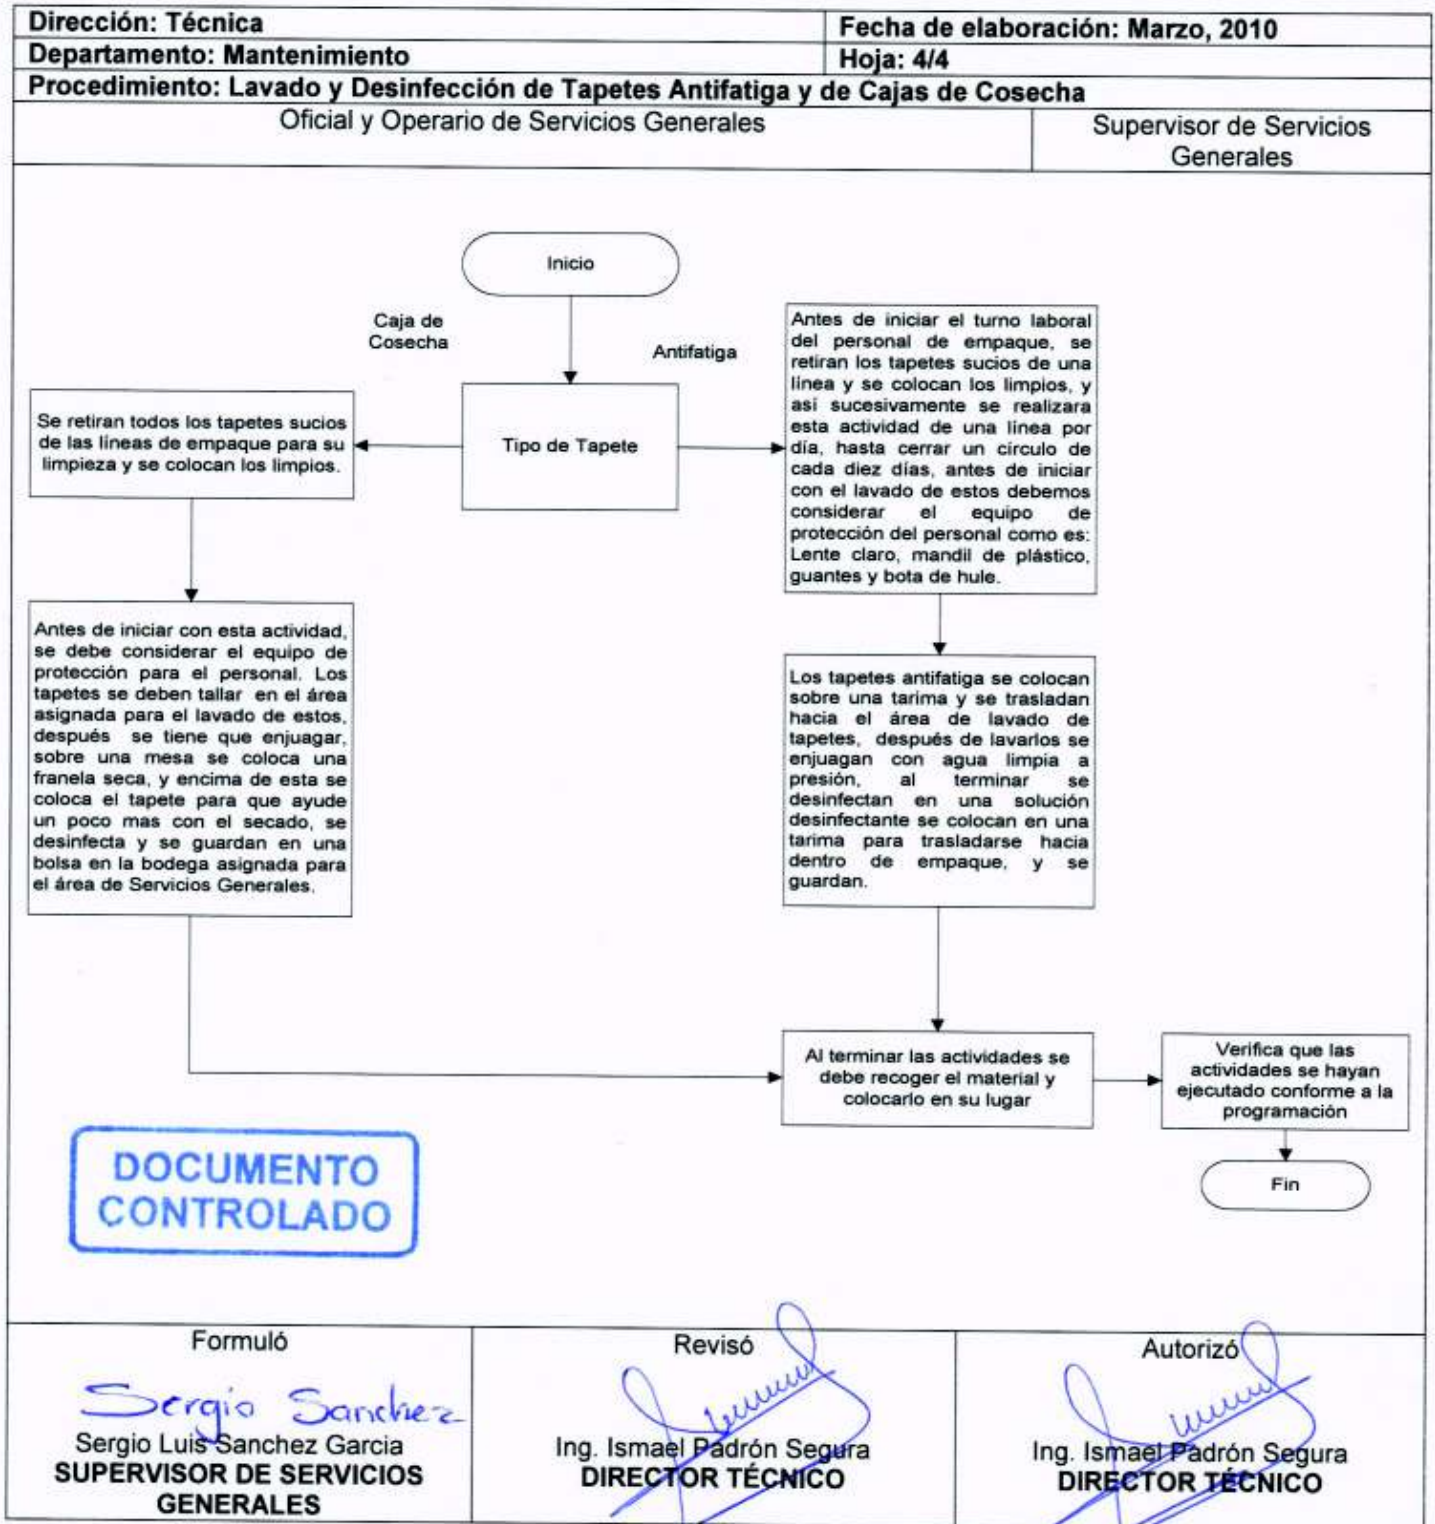 Dirección: Técnica
Fecha de elaboración: Marzo, 2010
Departamento: Mantenimiento
Hoja: 4/4
Procedimiento: Lavado y Desinfección de Tapetes Antifatiga y de Cajas de Cosecha
Oficial y Operario de Servicios Generales
Supervisor de Servicios
Generales
Inicio
Caja de
Cosecha
Antifatiga
Tipo de Tapete
Se retiran todos los tapetes sucios
de las líneas de empaque para su
limpieza y se colocan los limpios.
Antes de iniciar el turno laboral
del personal de empaque, se
retiran los tapetes sucios de una
línea y se colocan los limpios, y
así sucesivamente se realizara
esta actividad de una línea por
día, hasta cerrar un círculo de
cada diez días, antes de iniciar
con el lavado de estos debemos
considerar el equipo de
protección del personal como es:
Lente claro, mandil de plástico,
guantes y bota de hule.
Antes de iniciar con esta actividad,
se debe considerar el equipo de
protección para el personal. Los
tapetes se deben tallar en el área
asignada para el lavado de estos,
después se tiene que enjuagar,
sobre una mesa se coloca una
franela seca, y encima de esta se
coloca el tapete para que ayude
un poco mas con el secado, se
desinfecta y se guardan en una
bolsa en la bodega asignada para
el área de Servicios Generales.
Los tapetes antifatiga se colocan
sobre una tarima y se trasladan
hacia el área de lavado de
tapetes, después de lavarlos se
enjuagan con agua limpia a
presión, al terminar se
desinfectan en una solución
desinfectante se colocan en una
tarima para trasladarse hacia
dentro de empaque, y se
guardan.
Al terminar las actividades se
debe recoger el material y
colocarlo en su lugar
Verifica que las
actividades se hayan
ejecutado conforme a la
programación
Fin
DOCUMENTO
CONTROLADO
Formuló
Sergio Sanchez
Sergio Luis Sanchez Garcia
SUPERVISOR DE SERVICIOS
GENERALES
Revisó
Ing. Ismael Padrón Segura
DIRECTOR TÉCNICO
Autorizó
Ing. Ismael Padrón Segura
DIRECTOR TÉCNICO